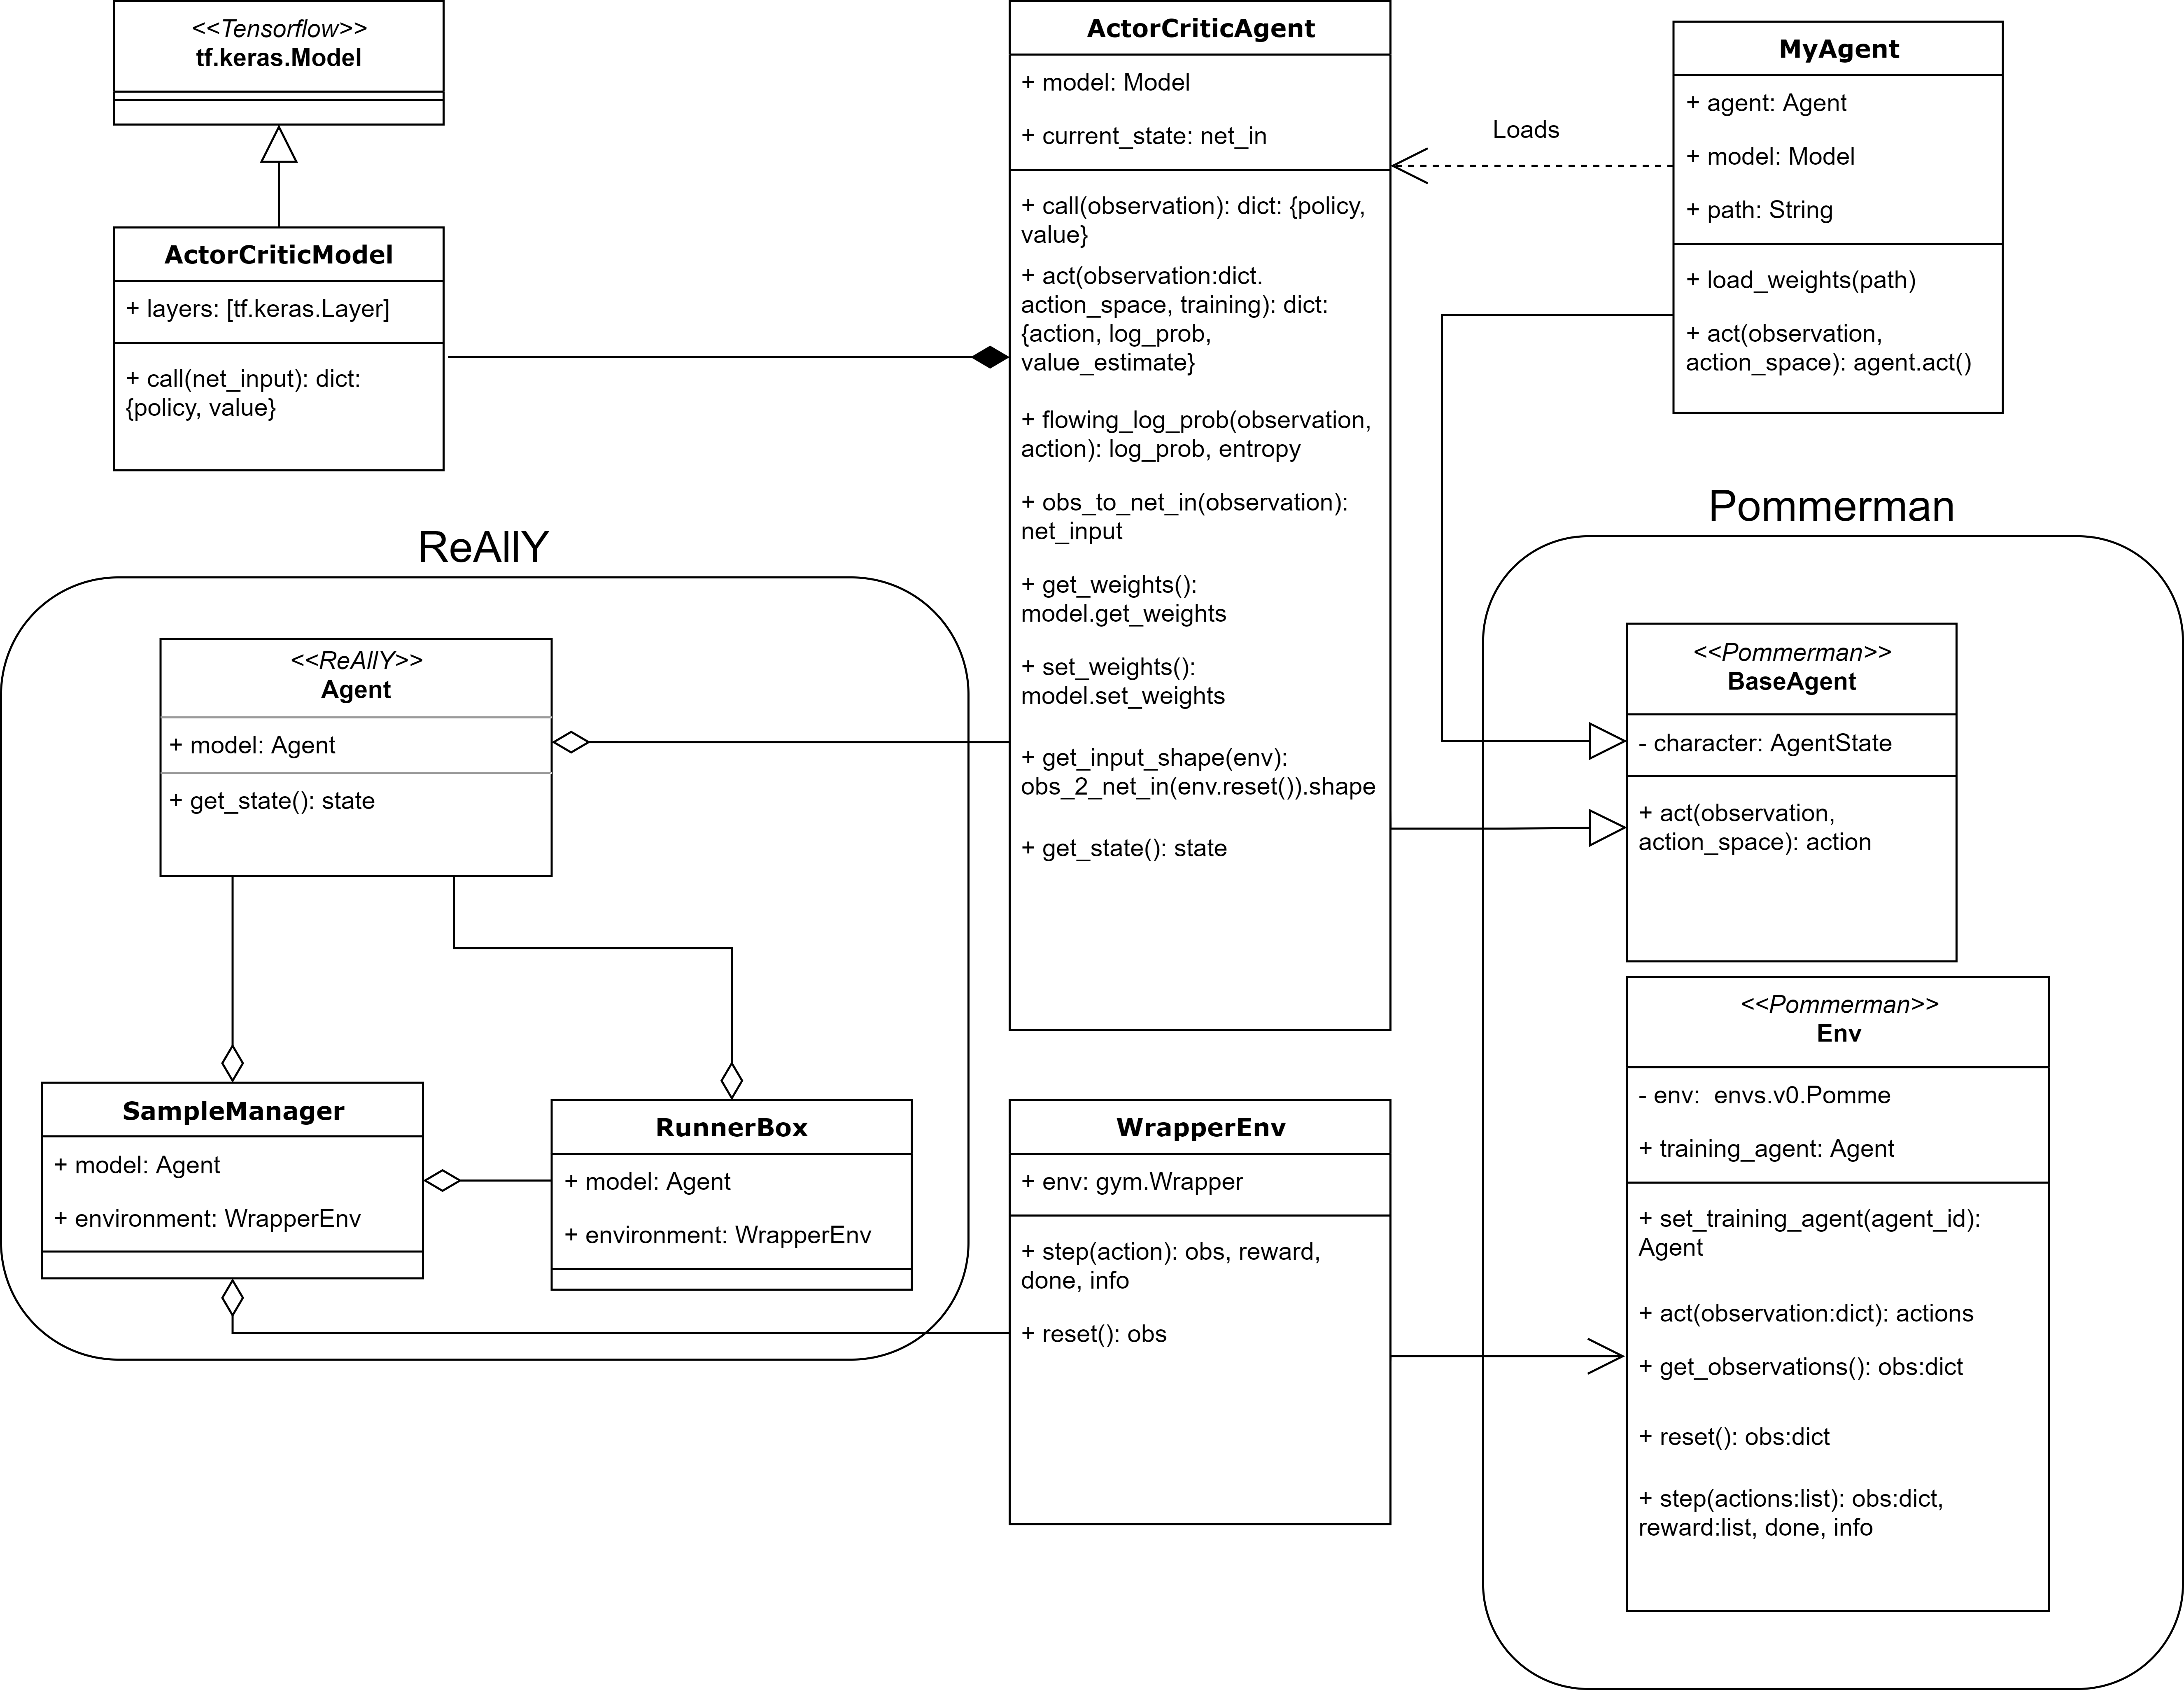 <<Tensorflow>>
tf.keras.Model
ActorCriticModel
+ layers: [tf.keras.Layer]
+ call(net_input): dict:
{policy, value}
ActorCriticAgent
+ model: Model
+ current_state: net_in
+ call(observation): dict: {policy,
value}
+ act(observation:dict.
action_space, training): dict:
{action, log_prob,
value_estimate}
+ flowing_log_prob(observation,
action): log_prob, entropy
+ obs_to_net_in(observation):
net_input
+ get_weights():
model.get_weights
+ set_weights():
model.set_weights
+ get_input_shape(env):
obs_2_net_in(env.reset()).shape
+ get_state(): state
Loads
MyAgent
+ agent: Agent
+ model: Model
+ path: String
+ load_weights(path)
+ act(observation,
action_space): agent.act()
ReAllY
<<ReAllY>>
Agent
+ model: Agent
+ get_state(): state
SampleManager
+ model: Agent
+ environment: WrapperEnv
RunnerBox
+ model: Agent
+ environment: WrapperEnv
WrapperEnv
+ env: gym.Wrapper
+ step(action): obs, reward,
done, info
+ reset(): obs
Pommerman
<<Pommerman>>
BaseAgent
- character: AgentState
+ act(observation,
action_space): action
<<Pommerman>>
Env
- env:  envs.v0.Pomme
+ training_agent: Agent
+ set_training_agent(agent_id):
Agent
+ act(observation:dict): actions
+ get_observations(): obs:dict
+ reset(): obs:dict
+ step(actions:list): obs:dict,
reward:list, done, info